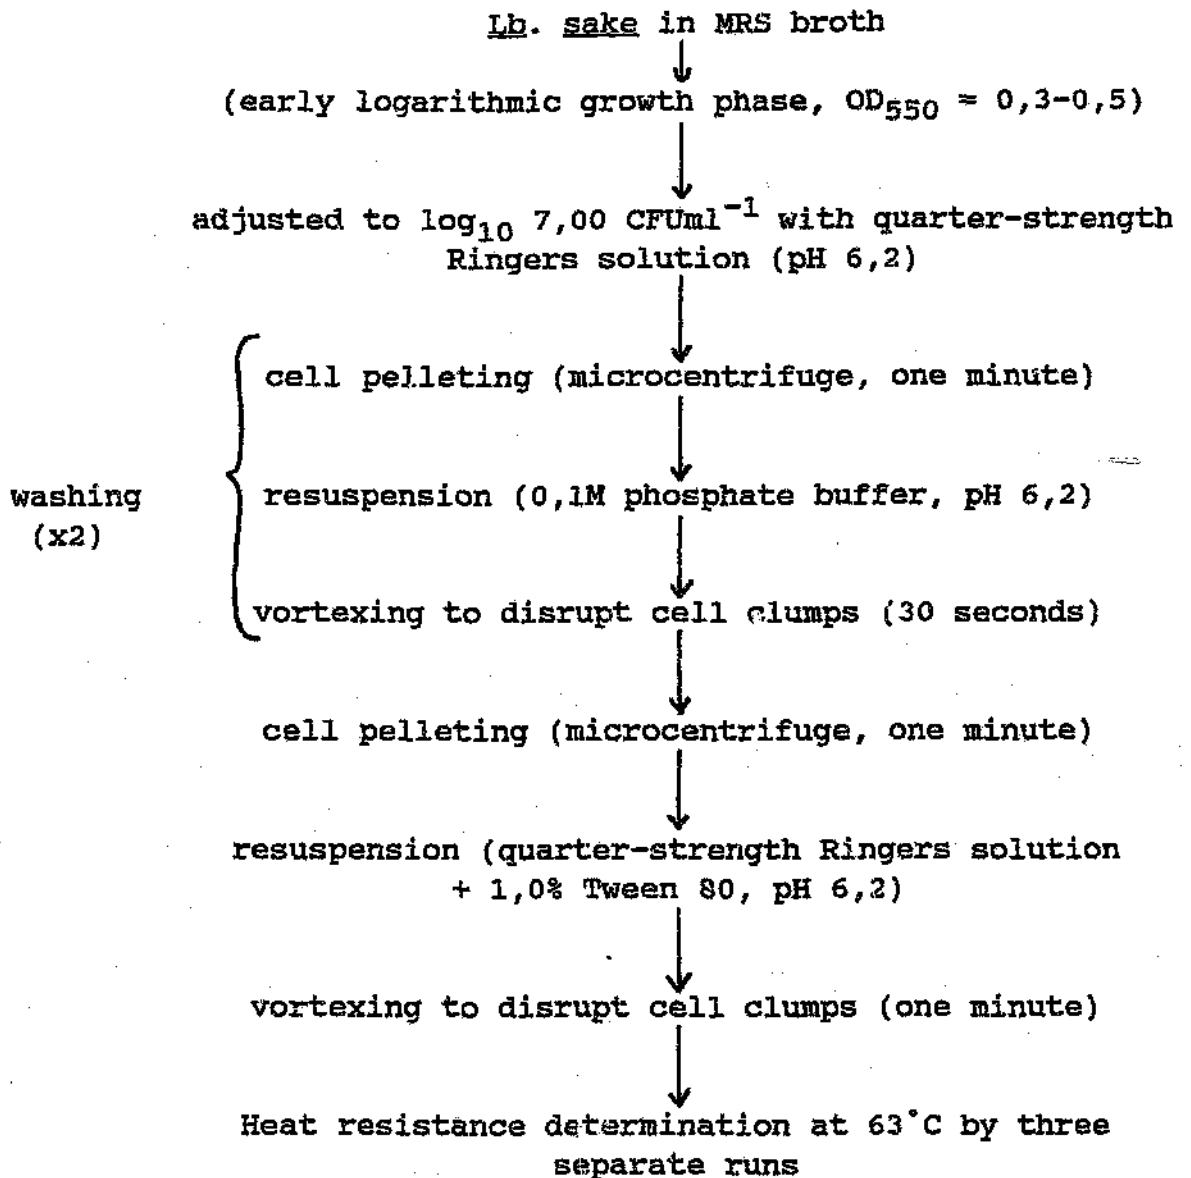 Lb. sake in MRS broth
(early logarithmic growth phase, OD550 = 0,3-0,5)
adjusted to log10 7,00 CFUml-1 with quarter-strength
Ringers solution (pH 6,2)
cell pelleting (microcentrifuge, one minute)
washing
(x2)
resuspension (0,1M phosphate buffer, pH 6,2)
vortexing to disrupt cell clumps (30 seconds)
cell pelleting (microcentrifuge, one minute)
resuspension (quarter-strength Ringers solution
+ 1,0% Tween 80, pH 6,2)
vortexing to disrupt cell clumps (one minute)
Heat resistance determination at 63°C by three
separate runs